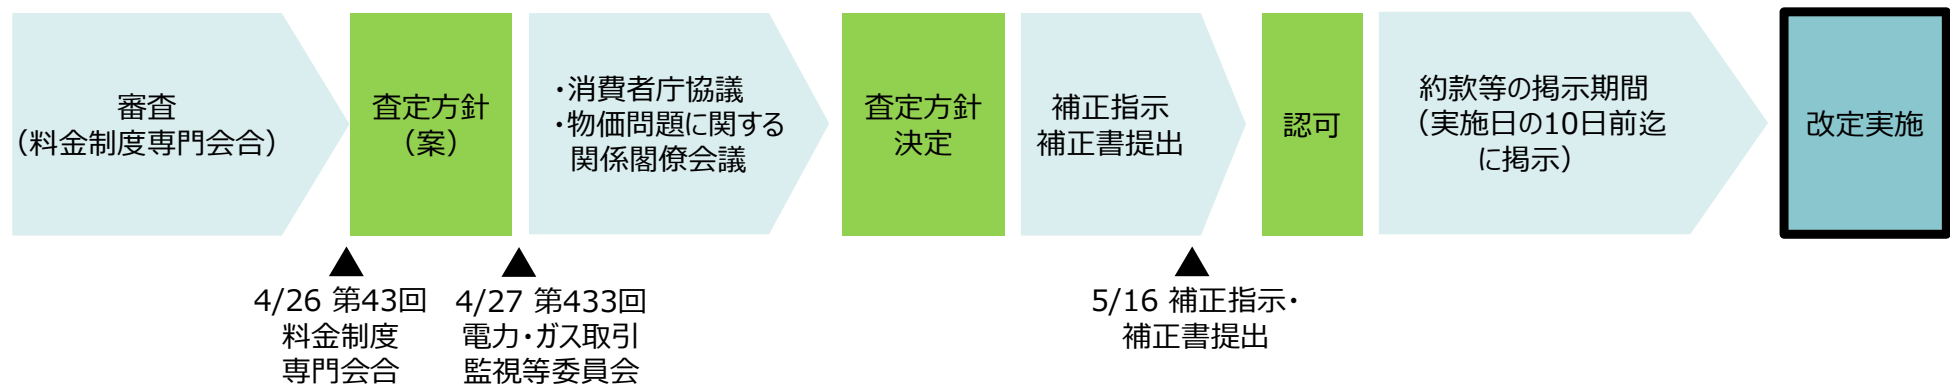 審査
（料金制度専門会合）
査定方針
（案）
・消費者庁協議
・物価問題に関する
関係閣僚会議
査定方針
決定
補正指示
補正書提出
認可
約款等の掲示期間
（実施日の10日前迄
に掲示）
改定実施
▲
4/26 第43回
料金制度
専門会合
▲
4/27 第433回
電力・ガス取引
監視等委員会
▲
5/16 補正指示・
補正書提出